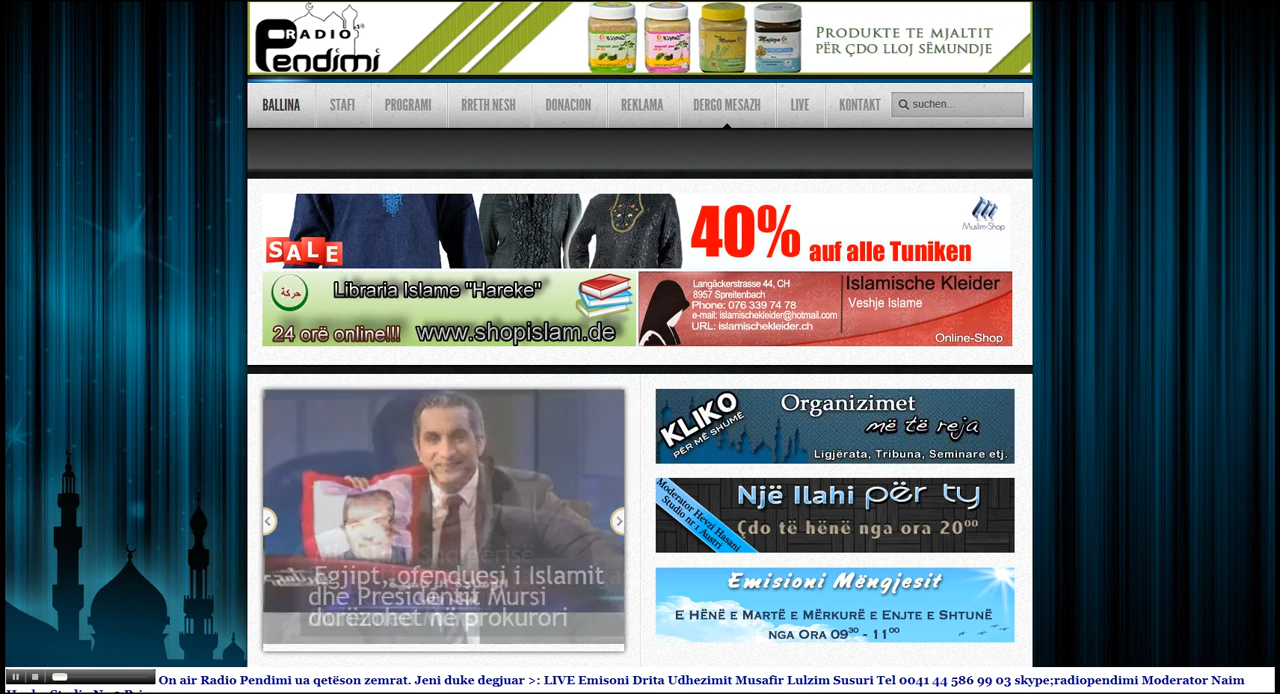 RADIO
Pendimi
PRODUKTE TE MJALTIT
PËR ÇDO LLOJ SËMUNDJE
BALLINA
STAFI
PROGRAMI
RRETH NESH
DONACION
REKLAMA
DERGO MESAZH
LIVE
KONTAKT
suchen...
SALE
40% auf alle Tuniken
Muslim-Shop
حركة
Libraria Islame "Hareke"
24 orë online!!! www.shopislam.de
Langäckerstrasse 44, CH
8957 Spreitenbach
Phone: 076 339 74 78
e-mail: islamischekleider@hotmail.com
URL: islamischekleider.ch
Islamische Kleider
Veshje Islame
Online-Shop
Egjipt, ofenduesi i Islamit
dhe Presidentit Mursi
dorëzohet në prokurori
KLIKO
PËR MË SHUMË
Organizimet
më të reja
Ligjërata, Tribuna, Seminare etj.
Moderator Hevzi Hasani
Studio nr 1 Austri
Një Ilahi për ty
Çdo të hënë nga ora 20⁰⁰
Emisioni Mëngjesit
E HËNË E MARTË E MËRKURË E ENJTE E SHTUNË
NGA ORA 09³⁰ - 11⁰⁰
On air Radio Pendimi ua qetëson zemrat. Jeni duke degjuar >: LIVE Emisoni Drita Udhezimit Musafir Lulzim Susuri Tel 0041 44 586 99 03 skype;radiopendimi Moderator Naim